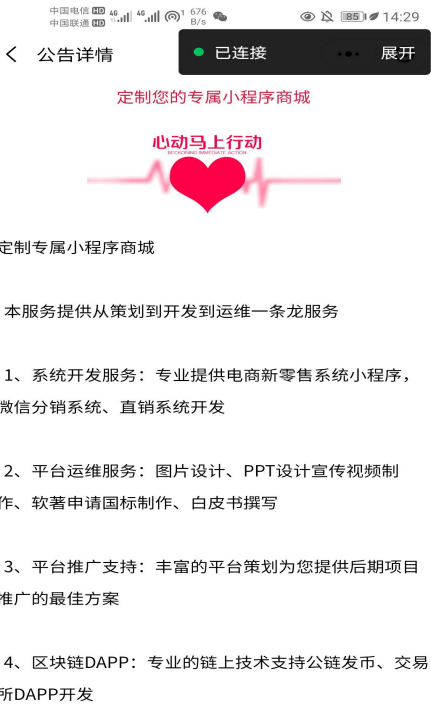 中国电信 HD 4G 4G 1 676 B/s 85 14:29
中国联通 HD
公告详情
已连接 展开
定制您的专属小程序商城
心动马上行动
BECKONING IMMEDIATE ACTION
定制专属小程序商城
本服务提供从策划到开发到运维一条龙服务
1、系统开发服务：专业提供电商新零售系统小程序，
微信分销系统、直销系统开发
2、平台运维服务：图片设计、PPT设计宣传视频制
作、软著申请国标制作、白皮书撰写
3、平台推广支持：丰富的平台策划为您提供后期项目
推广的最佳方案
4、区块链DAPP：专业的链上技术支持公链发币、交易
所DAPP开发